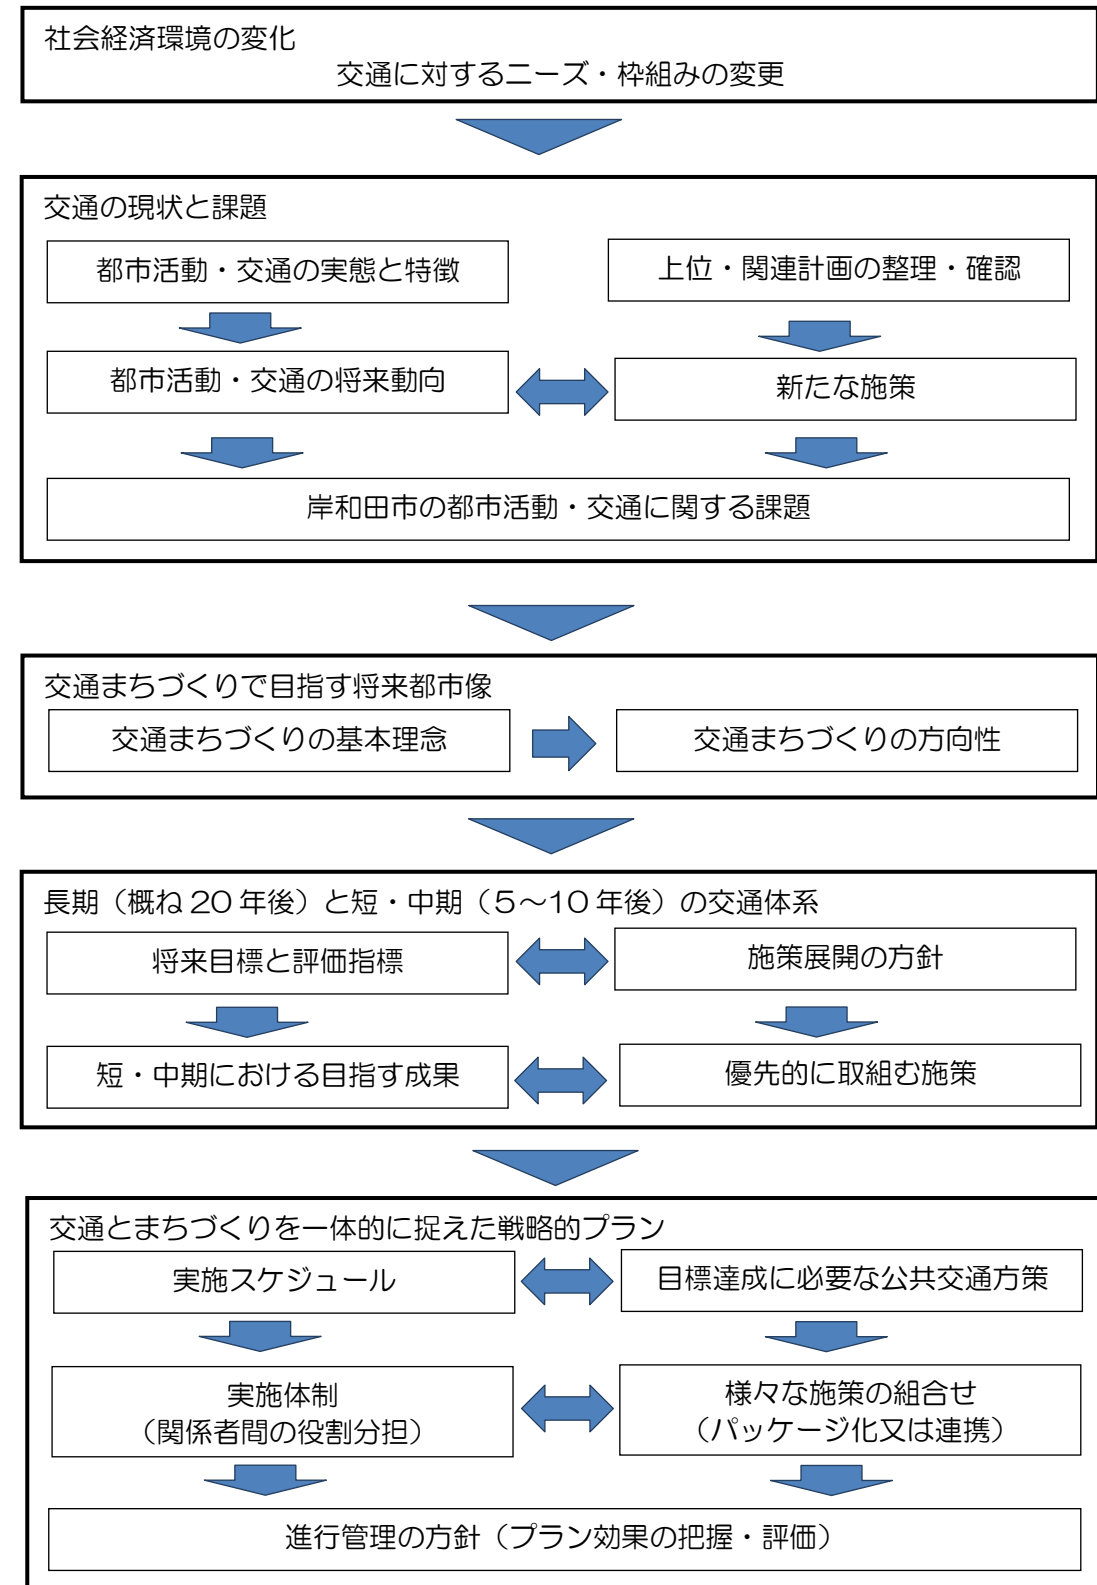 社会経済環境の変化
交通に対するニーズ・枠組みの変更
交通の現状と課題
都市活動・交通の実態と特徴
上位・関連計画の整理・確認
都市活動・交通の将来動向
新たな施策
岸和田市の都市活動・交通に関する課題
交通まちづくりで目指す将来都市像
交通まちづくりの基本理念
交通まちづくりの方向性
長期（概ね20年後）と短・中期（5～10年後）の交通体系
将来目標と評価指標
施策展開の方針
短・中期における目指す成果
優先的に取組む施策
交通とまちづくりを一体的に捉えた戦略的プラン
実施スケジュール
目標達成に必要な公共交通方策
実施体制
（関係者間の役割分担）
様々な施策の組合せ
（パッケージ化又は連携）
進行管理の方針（プラン効果の把握・評価）